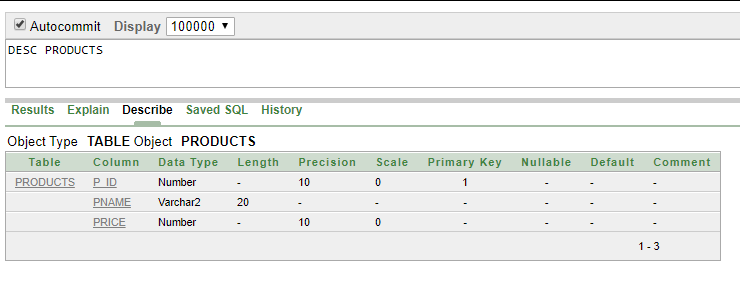 Autocommit Display 100000
DESC PRODUCTS
Results Explain Describe Saved SQL History
Object Type TABLE Object PRODUCTS
Table Column Data Type Length Precision Scale Primary Key Nullable Default Comment
PRODUCTS P_ID Number - 10 0 1 - - -
PNAME Varchar2 20 - - - - - -
PRICE Number - 10 0 - - - -
1 - 3